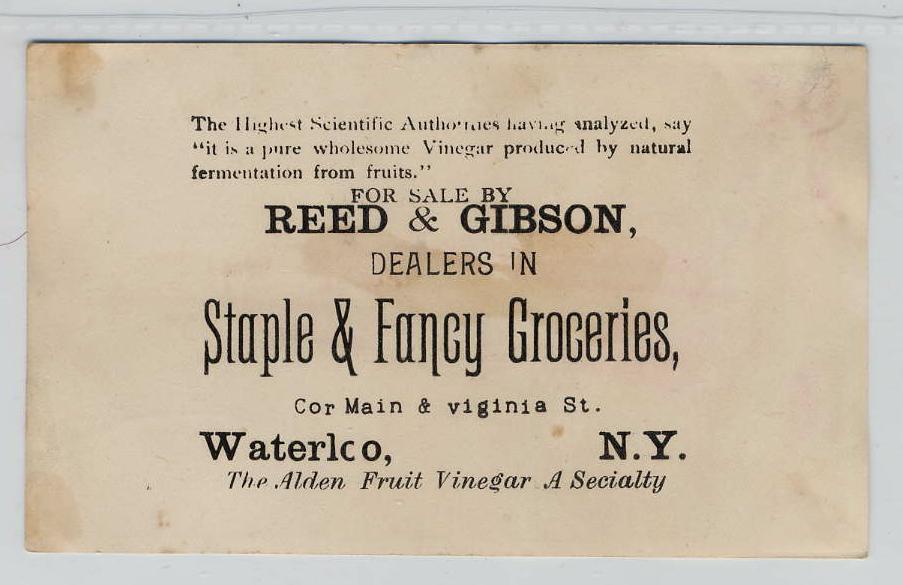 The Highest Scientific Authorities having analyzed, say
"it is a pure wholesome Vinegar produced by natural
fermentation from fruits."
FOR SALE BY
REED & GIBSON,
DEALERS IN
Staple & Fancy Groceries,
Cor Main & viginia St.
Waterlco, N.Y.
The Alden Fruit Vinegar A Secialty